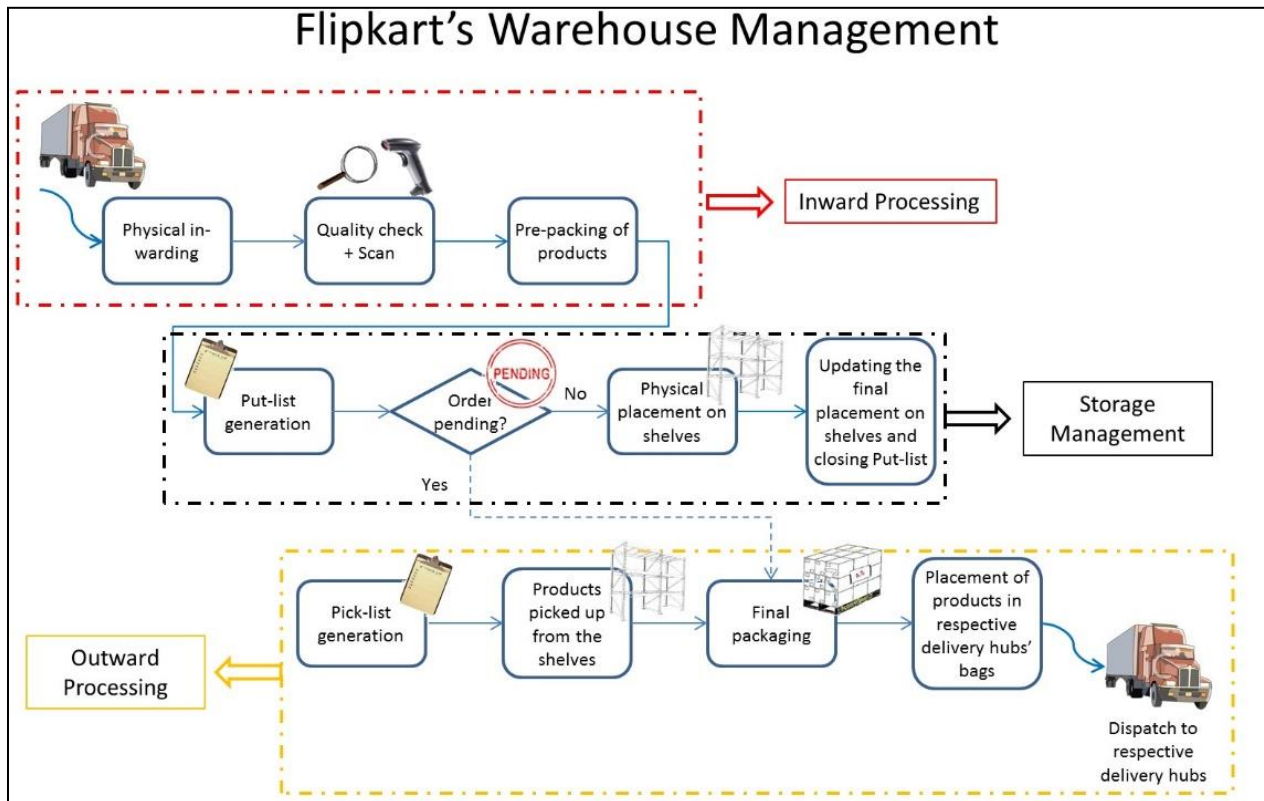 Flipkart's Warehouse Management
Physical in-
warding
Quality check
+ Scan
Pre-packing of
products
Inward Processing
Put-list
generation
Order
pending?
PENDING
No
Yes
Physical
placement on
shelves
Updating the
final
placement on
shelves and
closing Put-list
Storage
Management
Pick-list
generation
Products
picked up
from the
shelves
Final
packaging
Placement of
products in
respective
delivery hubs'
bags
Dispatch to
respective
delivery hubs
Outward
Processing